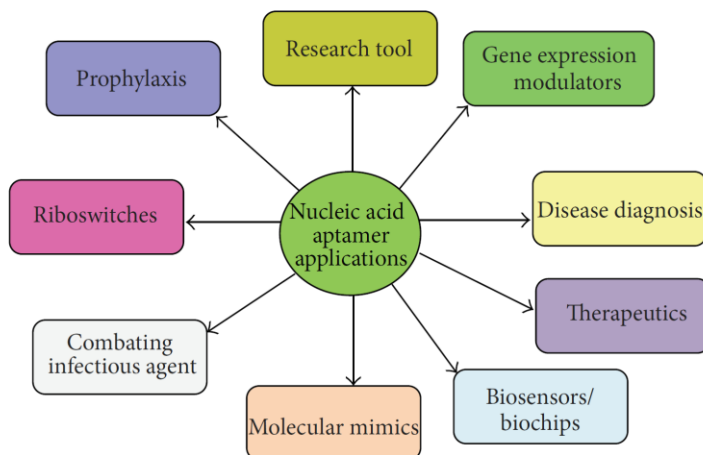 Research tool
Gene expression
modulators
Prophylaxis
Riboswitches
Nucleic acid
aptamer
applications
Disease diagnosis
Therapeutics
Combating
infectious agent
Molecular mimics
Biosensors/
biochips